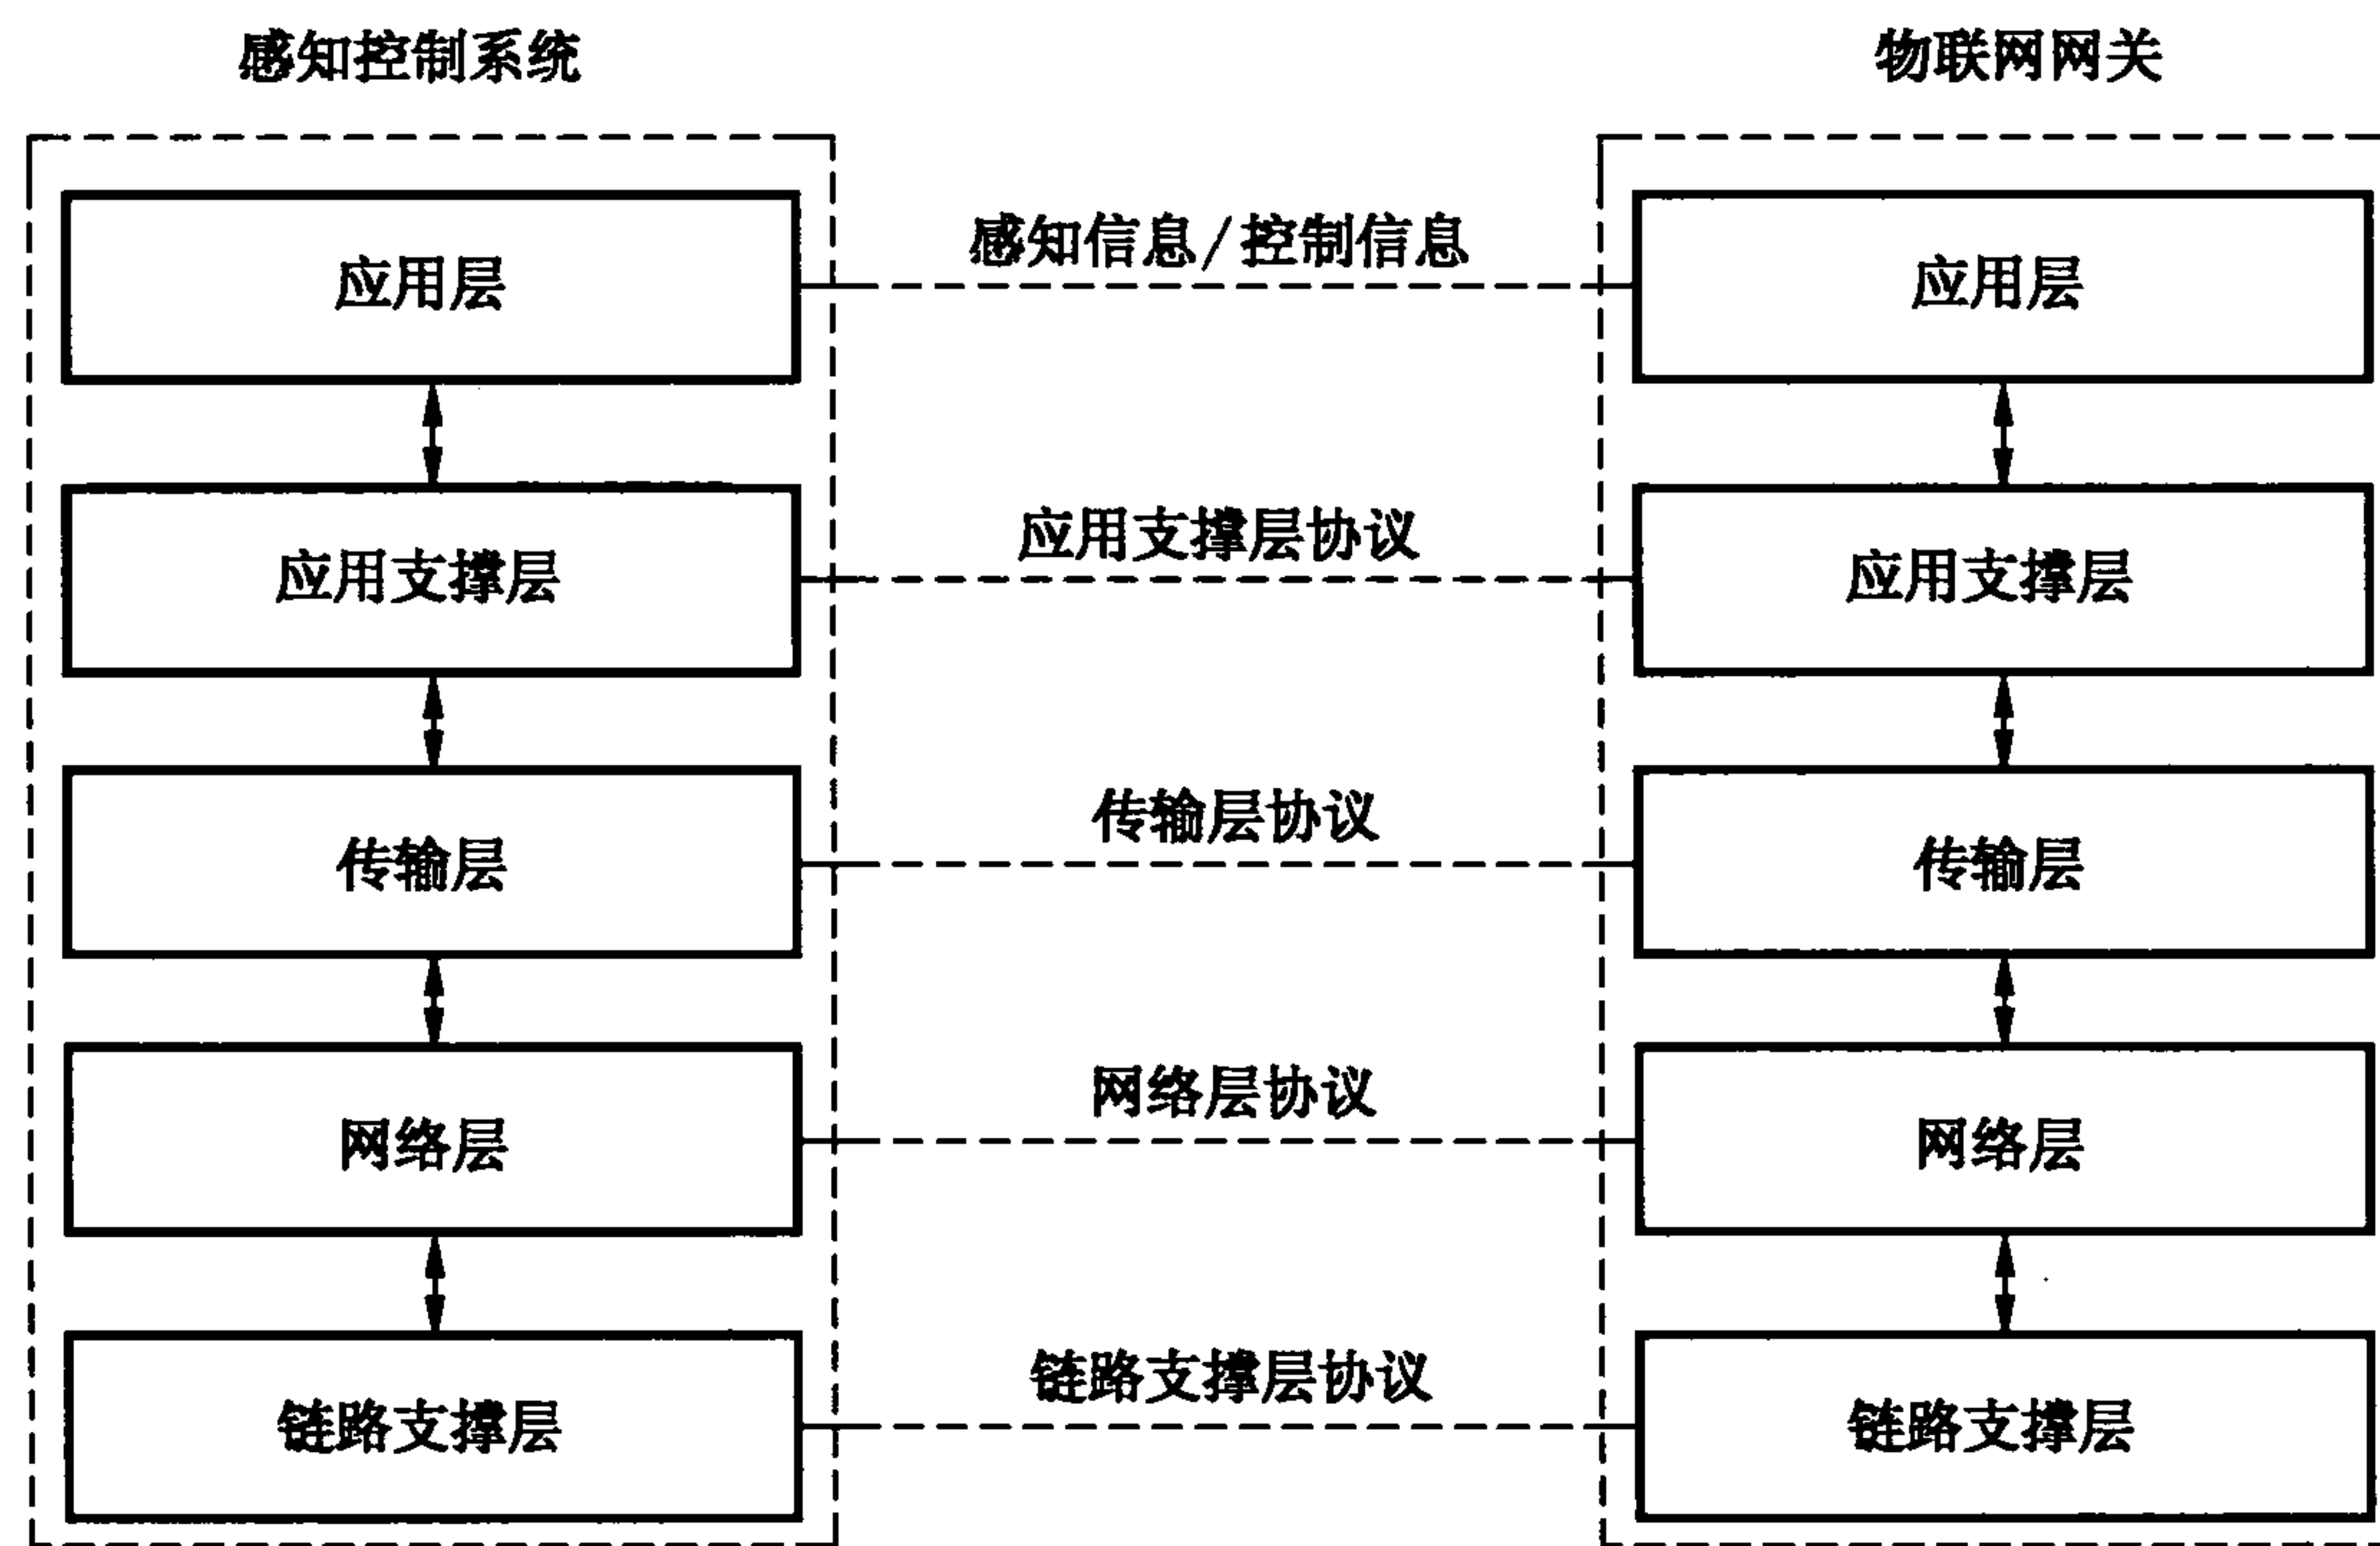 感知控制系统
物联网网关
应用层
感知信息/控制信息
应用层
应用支撑层
应用支撑层协议
应用支撑层
传输层
传输层协议
传输层
网络层
网络层协议
网络层
链路支撑层
链路支撑层协议
链路支撑层